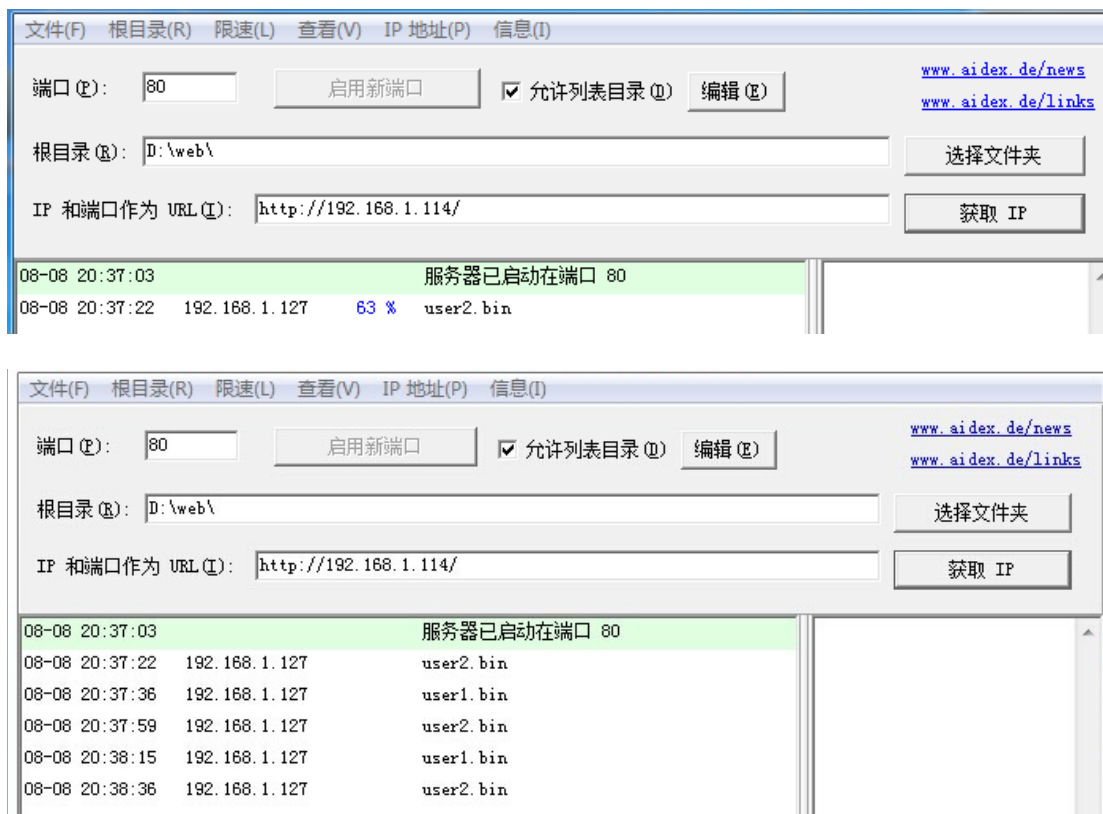 文件(F) 根目录(R) 限速(L) 查看(V) IP 地址(P) 信息(I)
端口(P): 80 启用新端口 允许列表目录(D) 编辑(E) www.aidex.de/news
www.aidex.de/links
根目录(R): D:\web\ 选择文件夹
IP 和端口作为 URL(I): http://192.168.1.114/ 获取 IP
08-08 20:37:03 服务器已启动在端口 80
08-08 20:37:22 192.168.1.127 63 % user2.bin
文件(F) 根目录(R) 限速(L) 查看(V) IP 地址(P) 信息(I)
端口(P): 80 启用新端口 允许列表目录(D) 编辑(E) www.aidex.de/news
www.aidex.de/links
根目录(R): D:\web\ 选择文件夹
IP 和端口作为 URL(I): http://192.168.1.114/ 获取 IP
08-08 20:37:03 服务器已启动在端口 80
08-08 20:37:22 192.168.1.127 user2.bin
08-08 20:37:36 192.168.1.127 user1.bin
08-08 20:37:59 192.168.1.127 user2.bin
08-08 20:38:15 192.168.1.127 user1.bin
08-08 20:38:36 192.168.1.127 user2.bin